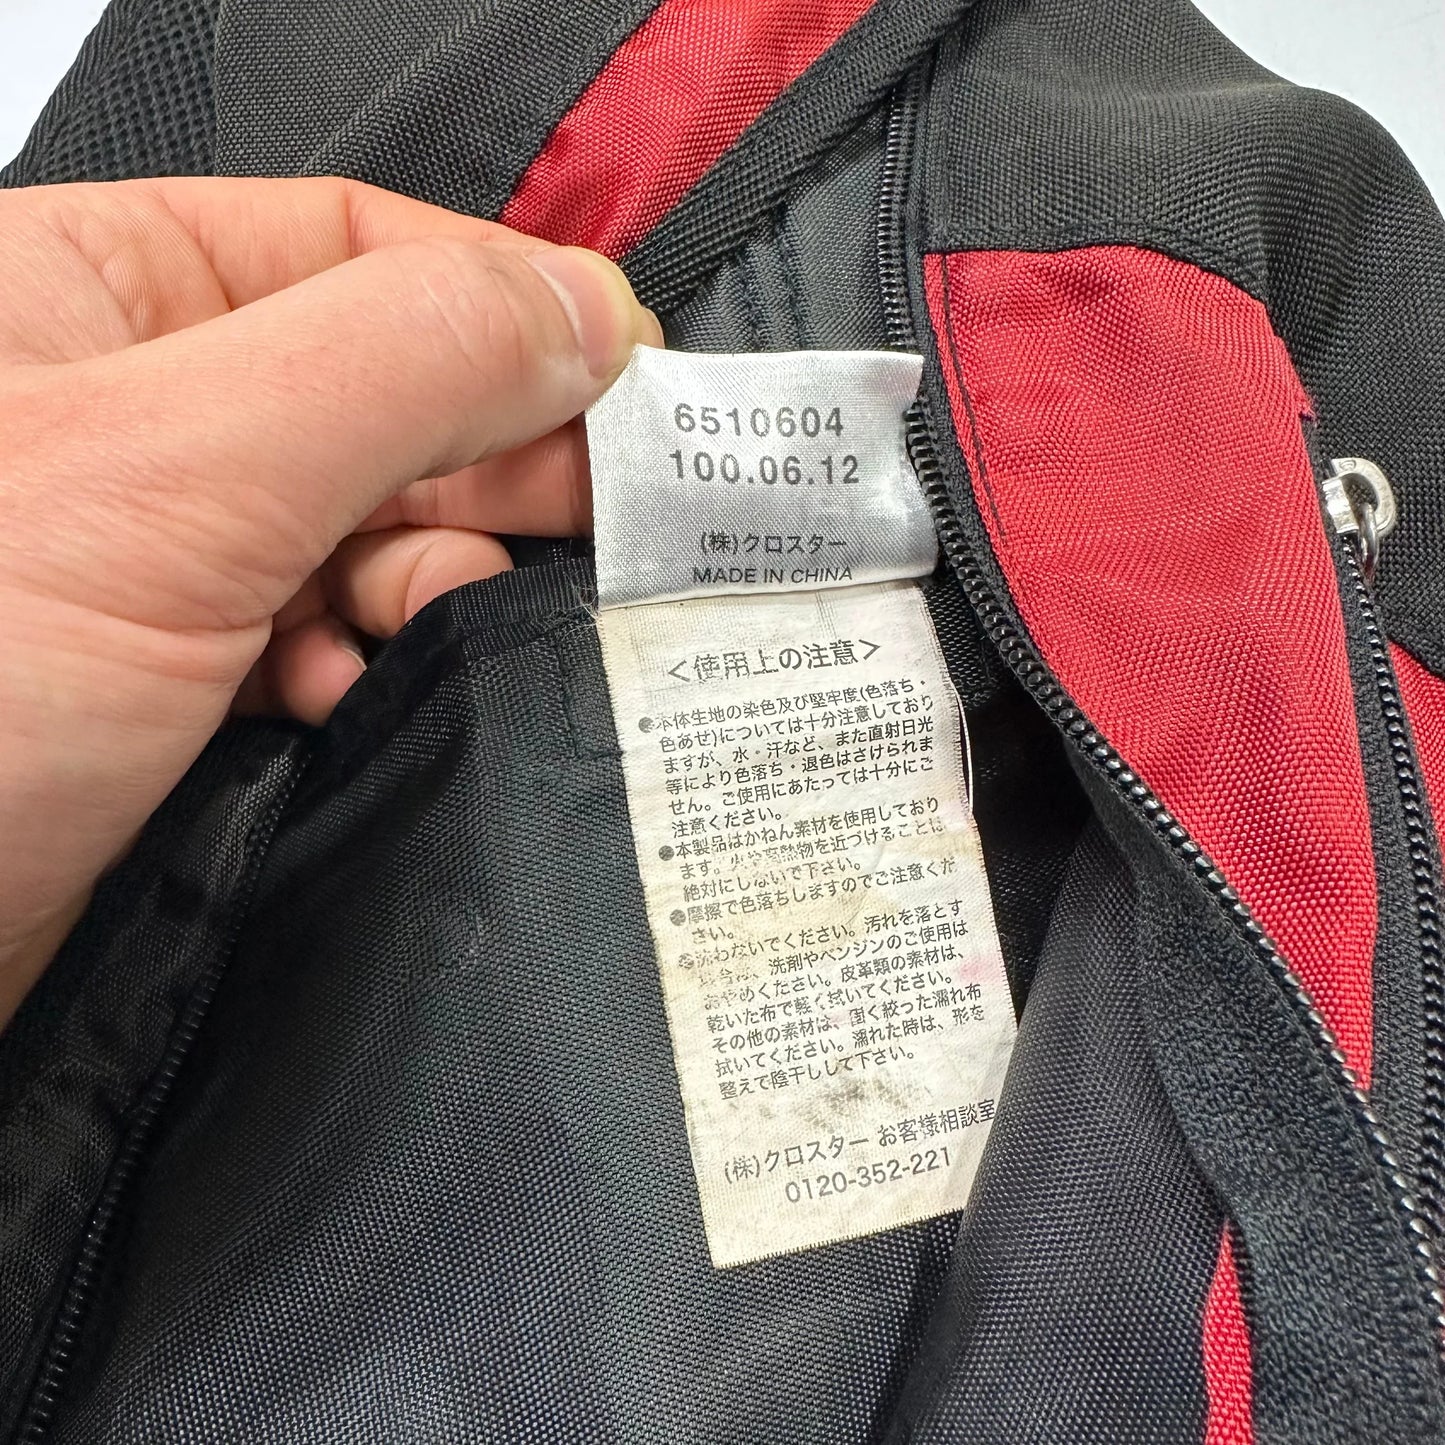 6510604
100.06.12
(株)クロスター
MADE IN CHINA
＜使用上の注意＞
●本体生地の染色及び堅牢度(色落ち・
色あせ)については十分注意しており
ますが、水・汗など、また直射日光
等により色落ち・退色はさけられま
せん。ご使用にあたっては十分にご
注意ください。
●本製品はかねん素材を使用しており
ます。火や高熱物を近づけることは
絶対にしないで下さい。
●摩擦で色落ちしますのでご注意くだ
さい。
●洗わないでください。汚れを落とす
場合は、洗剤やベンジンのご使用は
おやめください。皮革類の素材は、
乾いた布で軽く拭いてください。
その他の素材は、固く絞った濡れ布
拭いてください。濡れた時は、形を
整えて陰干しして下さい。
(株)クロスター お客様相談室
0120-352-221